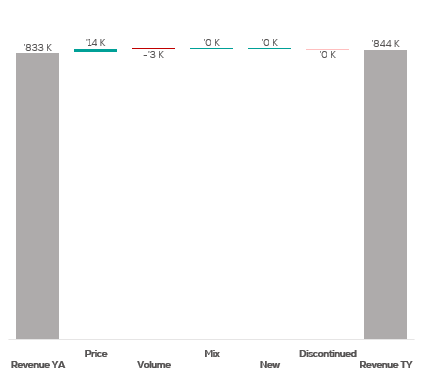 '833 K
'14 K
-'3 K
'0 K
'0 K
'0 K
'844 K
Revenue YA
Price
Volume
Mix
New
Discontinued
Revenue TY